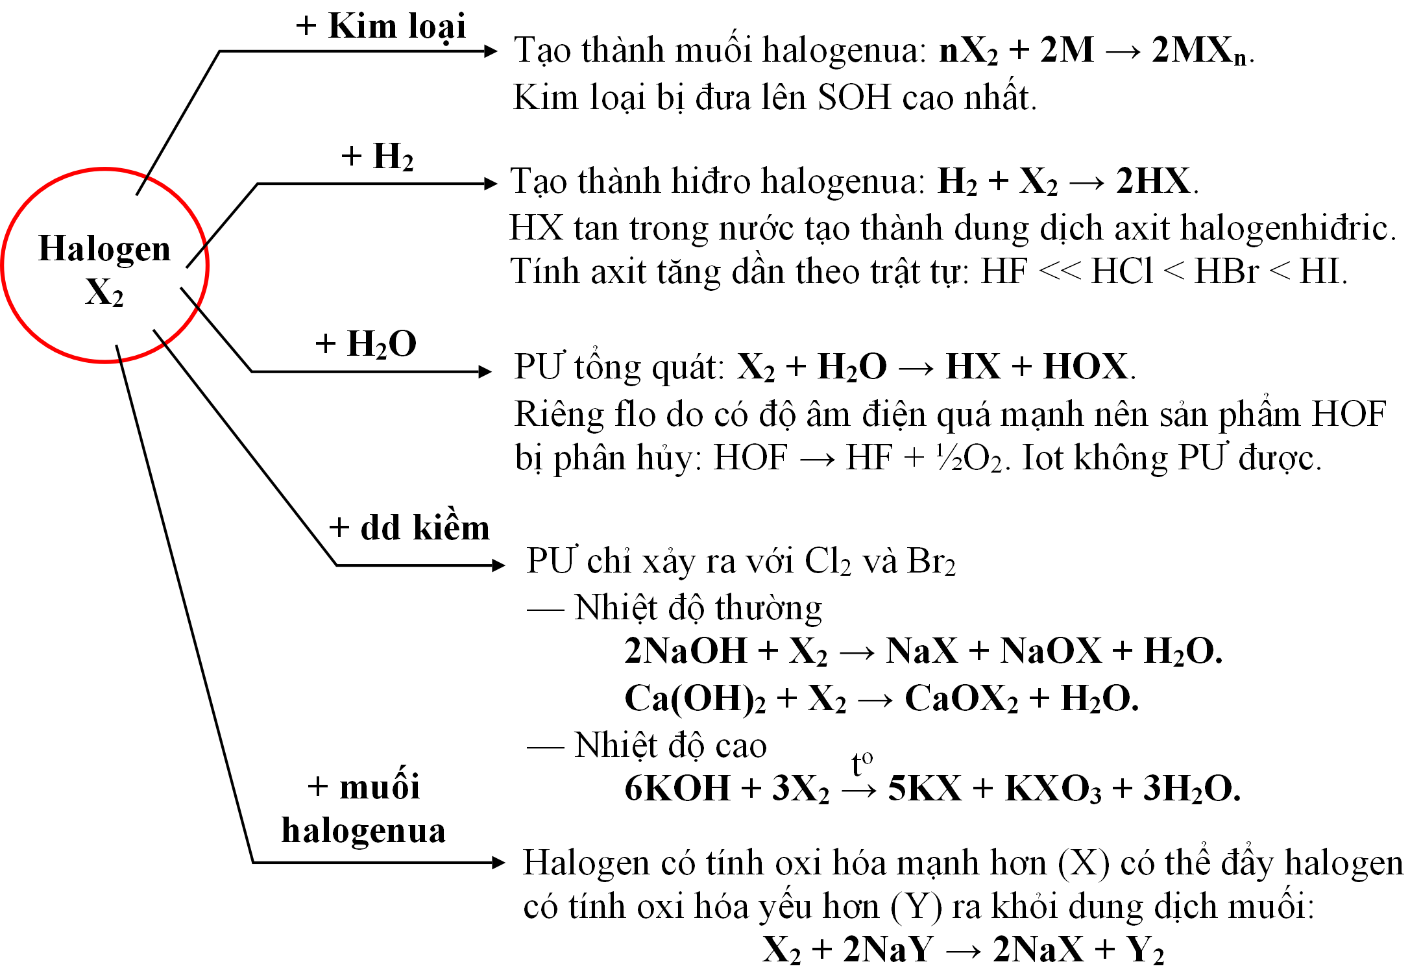 Halogen
X₂
+ Kim loại
Tạo thành muối halogenua: nX₂ + 2M → 2MXₙ.
Kim loại bị đưa lên SOH cao nhất.
+ H₂
Tạo thành hiđro halogenua: H₂ + X₂ → 2HX.
HX tan trong nước tạo thành dung dịch axit halogenhiđric.
Tính axit tăng dần theo trật tự: HF << HCl < HBr < HI.
+ H₂O
PƯ tổng quát: X₂ + H₂O → HX + HOX.
Riêng flo do có độ âm điện quá mạnh nên sản phẩm HOF
bị phân hủy: HOF → HF + ½O₂. Iot không PƯ được.
+ dd kiềm
PƯ chỉ xảy ra với Cl₂ và Br₂
— Nhiệt độ thường
2NaOH + X₂ → NaX + NaOX + H₂O.
Ca(OH)₂ + X₂ → CaOX₂ + H₂O.
— Nhiệt độ cao
tº
6KOH + 3X₂ → 5KX + KXO₃ + 3H₂O.
+ muối
halogenua
Halogen có tính oxi hóa mạnh hơn (X) có thể đẩy halogen
có tính oxi hóa yếu hơn (Y) ra khỏi dung dịch muối:
X₂ + 2NaY → 2NaX + Y₂